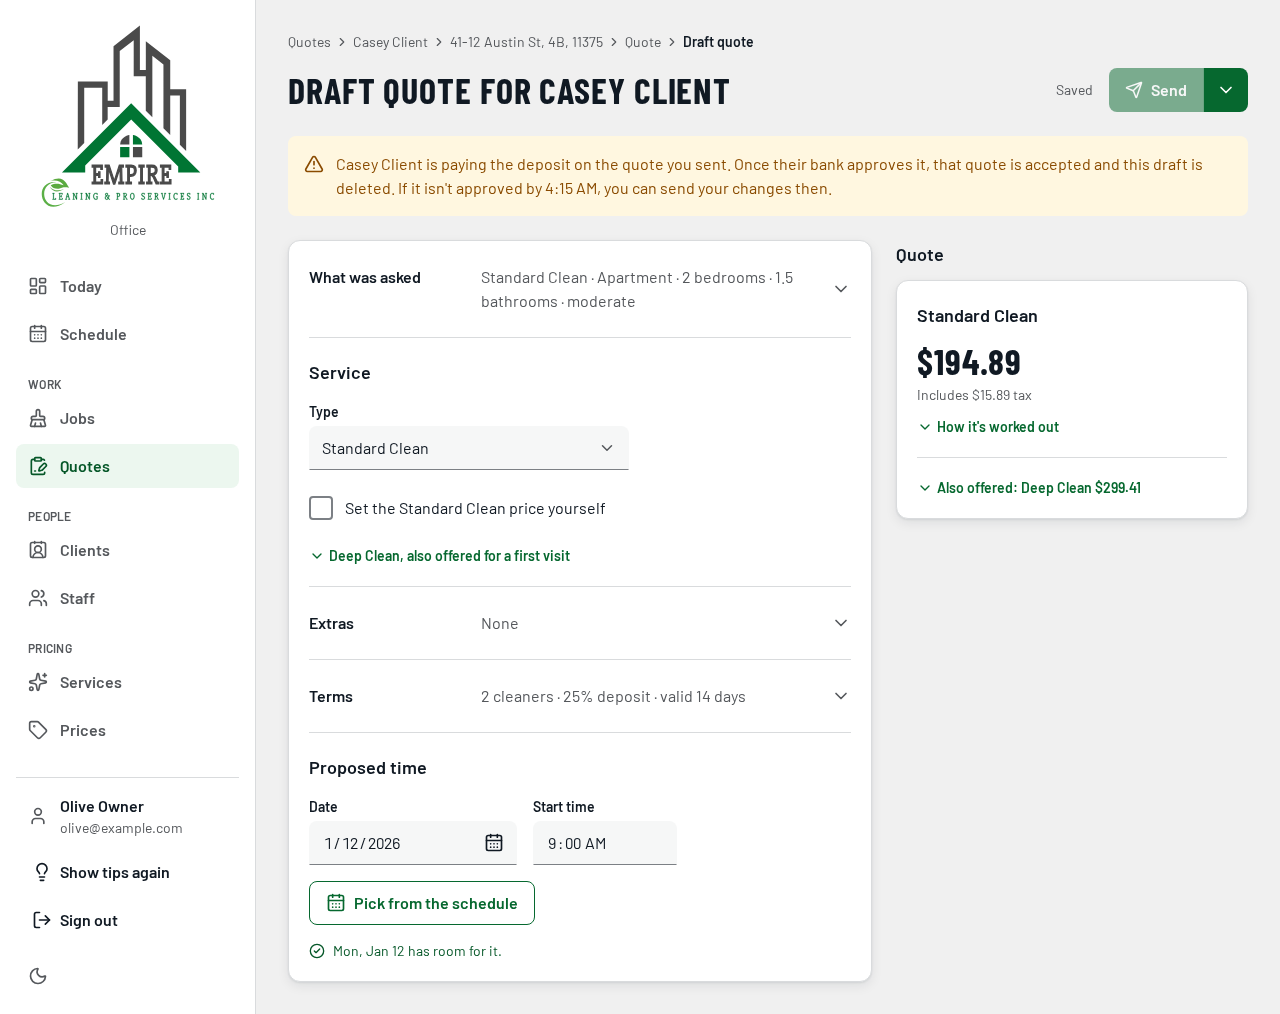 EMPIRE
LEANING & PRO SERVICES INC
Office
Today
Schedule
WORK
Jobs
Quotes
PEOPLE
Clients
Staff
PRICING
Services
Prices
Olive Owner
olive@example.com
Show tips again
Sign out
Quotes > Casey Client > 41-12 Austin St, 4B, 11375 > Quote > Draft quote
DRAFT QUOTE FOR CASEY CLIENT
Saved
Send
Casey Client is paying the deposit on the quote you sent. Once their bank approves it, that quote is accepted and this draft is
deleted. If it isn't approved by 4:15 AM, you can send your changes then.
What was asked
Standard Clean · Apartment · 2 bedrooms · 1.5
bathrooms · moderate
Service
Type
Standard Clean
Set the Standard Clean price yourself
Deep Clean, also offered for a first visit
Extras
None
Terms
2 cleaners · 25% deposit · valid 14 days
Proposed time
Date
Start time
1/12/2026
9:00 AM
Pick from the schedule
Mon, Jan 12 has room for it.
Quote
Standard Clean
$194.89
Includes $15.89 tax
How it's worked out
Also offered: Deep Clean $299.41